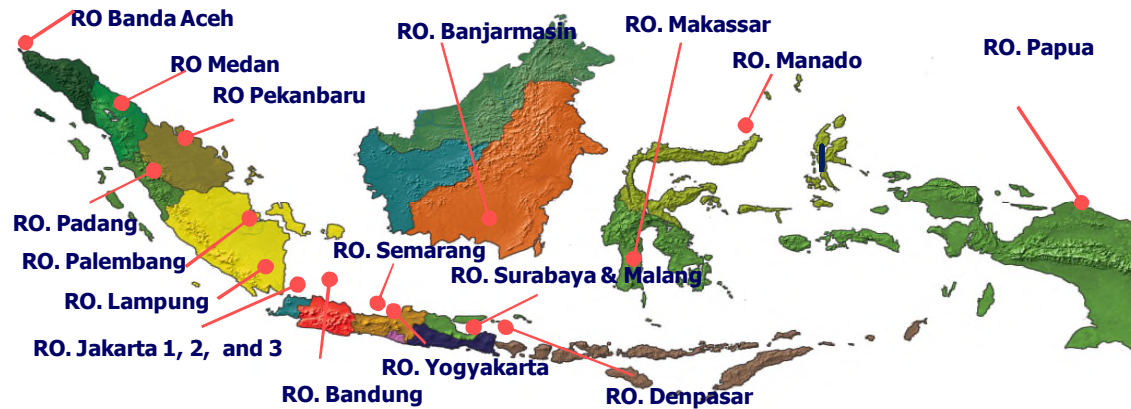 RO Banda Aceh
RO. Banjarmasin
RO. Makassar
RO. Papua
RO Medan
RO. Manado
RO Pekanbaru
RO. Padang
RO. Semarang
RO. Palembang
RO. Surabaya & Malang
RO. Lampung
RO. Jakarta 1, 2, and 3
RO. Yogyakarta
RO. Bandung
RO. Denpasar